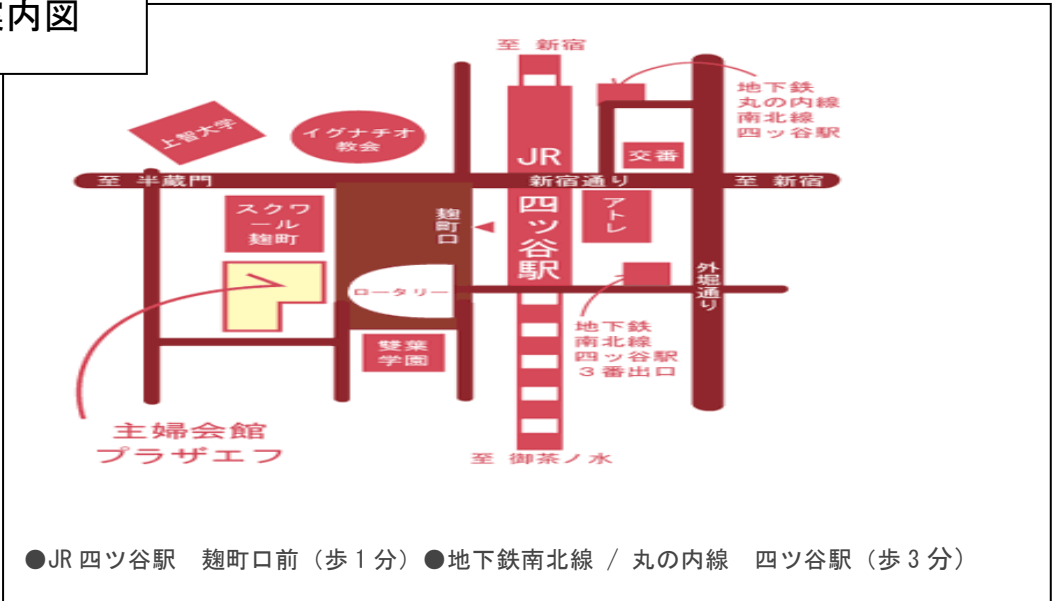 案内図
至 新宿
地下鉄
丸の内線
南北線
四ッ谷駅
上智大学
イグナチオ
教会
JR
四ッ谷駅
交番
至 半蔵門
新宿通り
至 新宿
スクワ
ール
麹町
麹町口
アトレ
ロータリー
外堀通り
地下鉄
南北線
四ッ谷駅
3番出口
雙葉
学園
主婦会館
プラザエフ
至 御茶ノ水
●JR四ツ谷駅 麹町口前（歩1分）●地下鉄南北線 / 丸の内線 四ツ谷駅（歩3分）